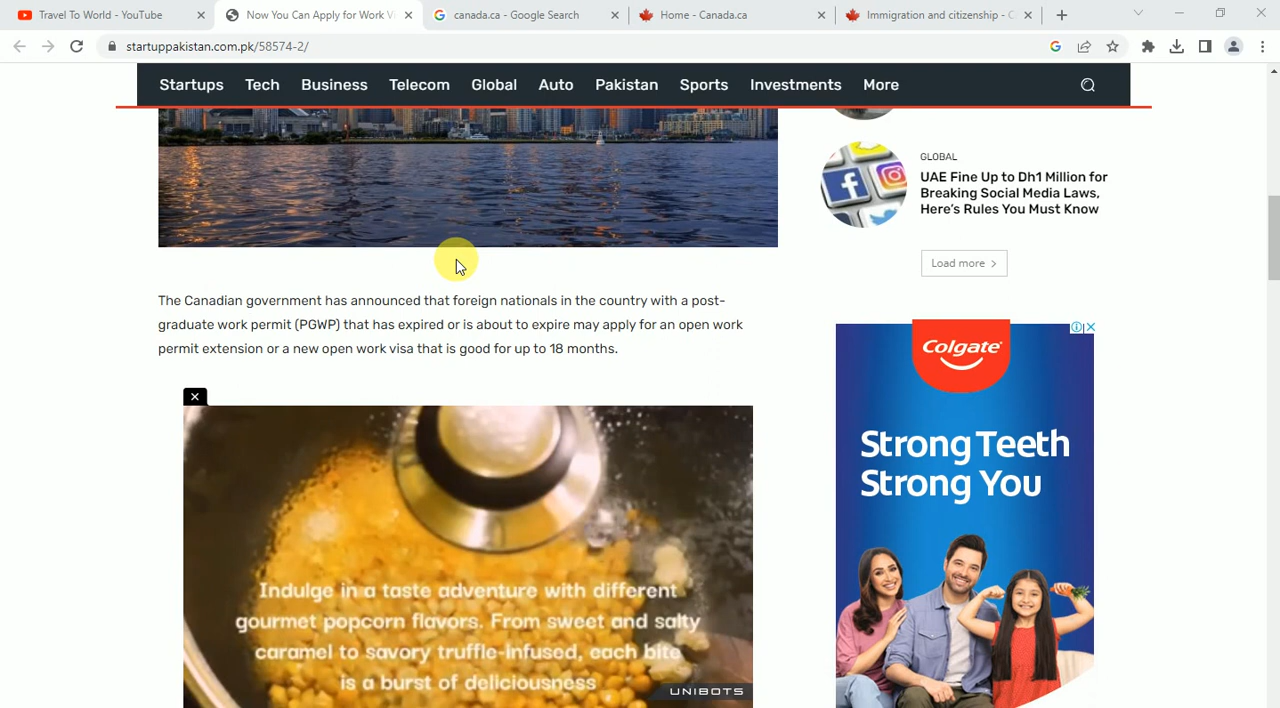 Travel To World - YouTube
Now You Can Apply for Work Vi
canada.ca - Google Search
Home - Canada.ca
Immigration and citizenship - C
startuppakistan.com.pk/58574-2/
Startups Tech Business Telecom Global Auto Pakistan Sports Investments More
GLOBAL
UAE Fine Up to Dh1 Million for
Breaking Social Media Laws,
Here's Rules You Must Know
Load more >
The Canadian government has announced that foreign nationals in the country with a post-
graduate work permit (PGWP) that has expired or is about to expire may apply for an open work
permit extension or a new open work visa that is good for up to 18 months.
Colgate
Strong Teeth
Strong You
Indulge in a taste adventure with different
gourmet popcorn flavors. From sweet and salty
caramel to savory truffle-infused, each bite
is a burst of deliciousness
UNIBOTS